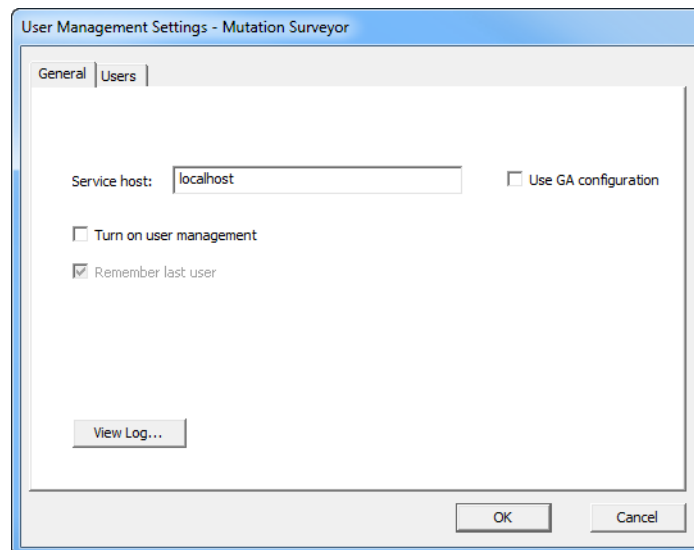 User Management Settings - Mutation Surveyor
General Users
Service host: localhost Use GA configuration
Turn on user management
Remember last user
View Log...
OK Cancel